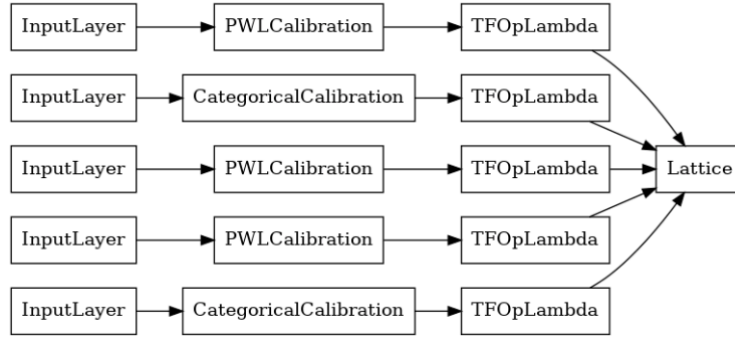 InputLayer PWLCalibration TFOpLambda
InputLayer CategoricalCalibration TFOpLambda
InputLayer PWLCalibration TFOpLambda Lattice
InputLayer PWLCalibration TFOpLambda
InputLayer CategoricalCalibration TFOpLambda